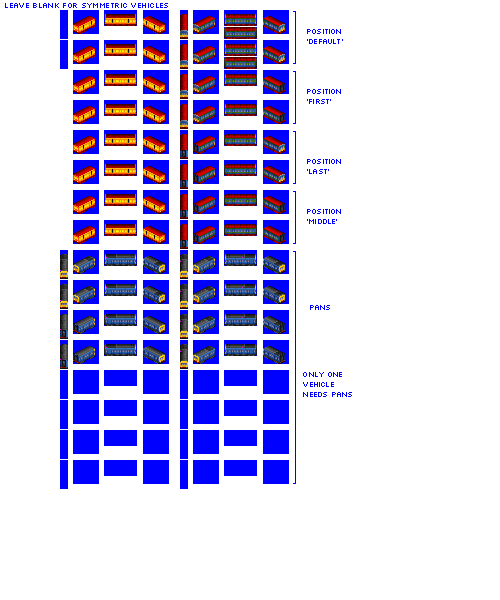 LEAVE BLANK FOR SYMMETRIC VEHICLES
POSITION
'DEFAULT'
POSITION
'FIRST'
POSITION
'LAST'
POSITION
'MIDDLE'
PANS
ONLY ONE
VEHICLE
NEEDS PANS